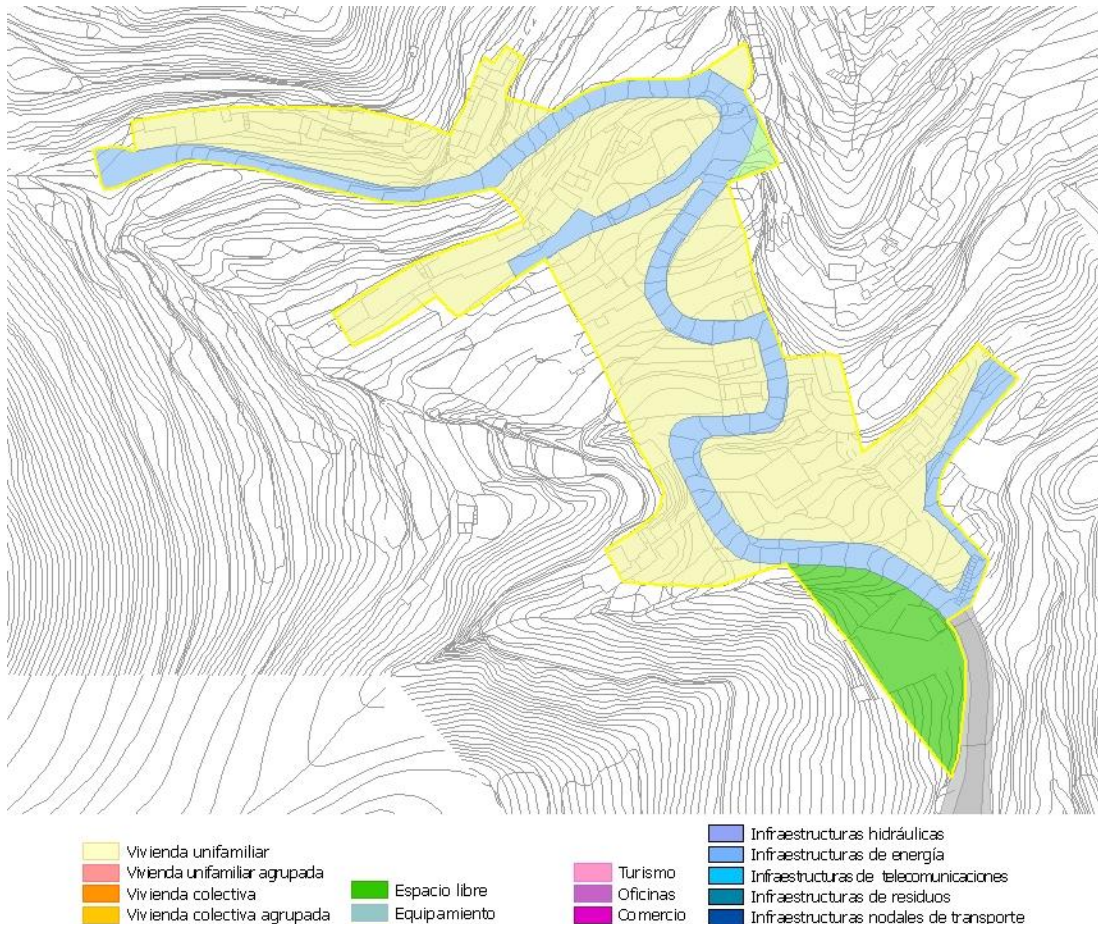 Vivienda unifamiliar
Vivienda unifamiliar agrupada
Vivienda colectiva
Vivienda colectiva agrupada
Espacio libre
Equipamiento
Turismo
Oficinas
Comercio
Infraestructuras hidráulicas
Infraestructuras de energía
Infraestructuras de telecomunicaciones
Infraestructuras de residuos
Infraestructuras nodales de transporte